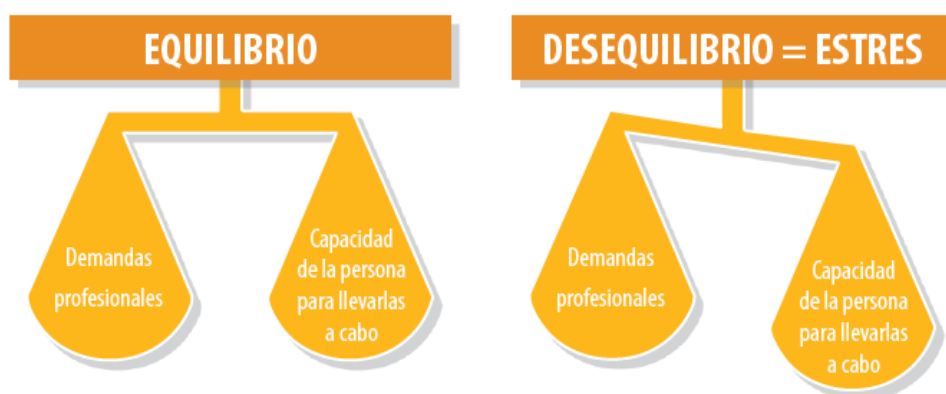 EQUILIBRIO
Demandas
profesionales
Capacidad
de la persona
para llevarlas
a cabo
DESEQUILIBRIO = ESTRES
Demandas
profesionales
Capacidad
de la persona
para llevarlas
a cabo